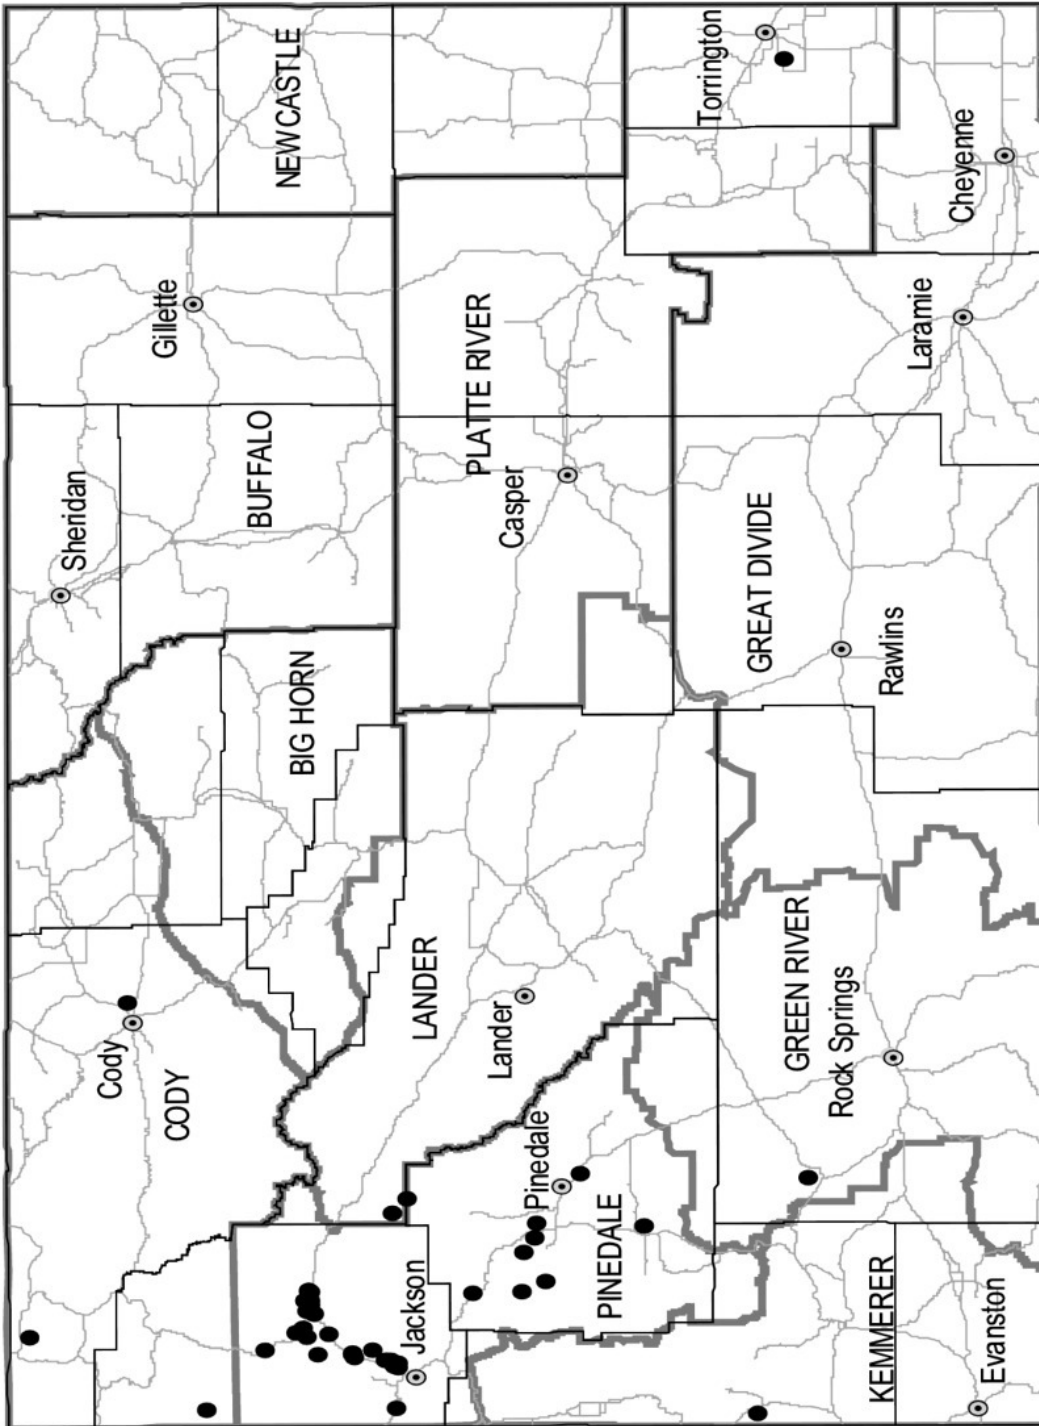 Sheridan
Gillette
NEWCASTLE
Cody
CODY
BIG HORN
BUFFALO
LANDER
Lander
Casper
PLATTE RIVER
Torrington
Jackson
Pinedale
PINEDALE
GREAT DIVIDE
Rawlins
Laramie
Cheyenne
GREEN RIVER
Rock Springs
KEMMERER
Evanston